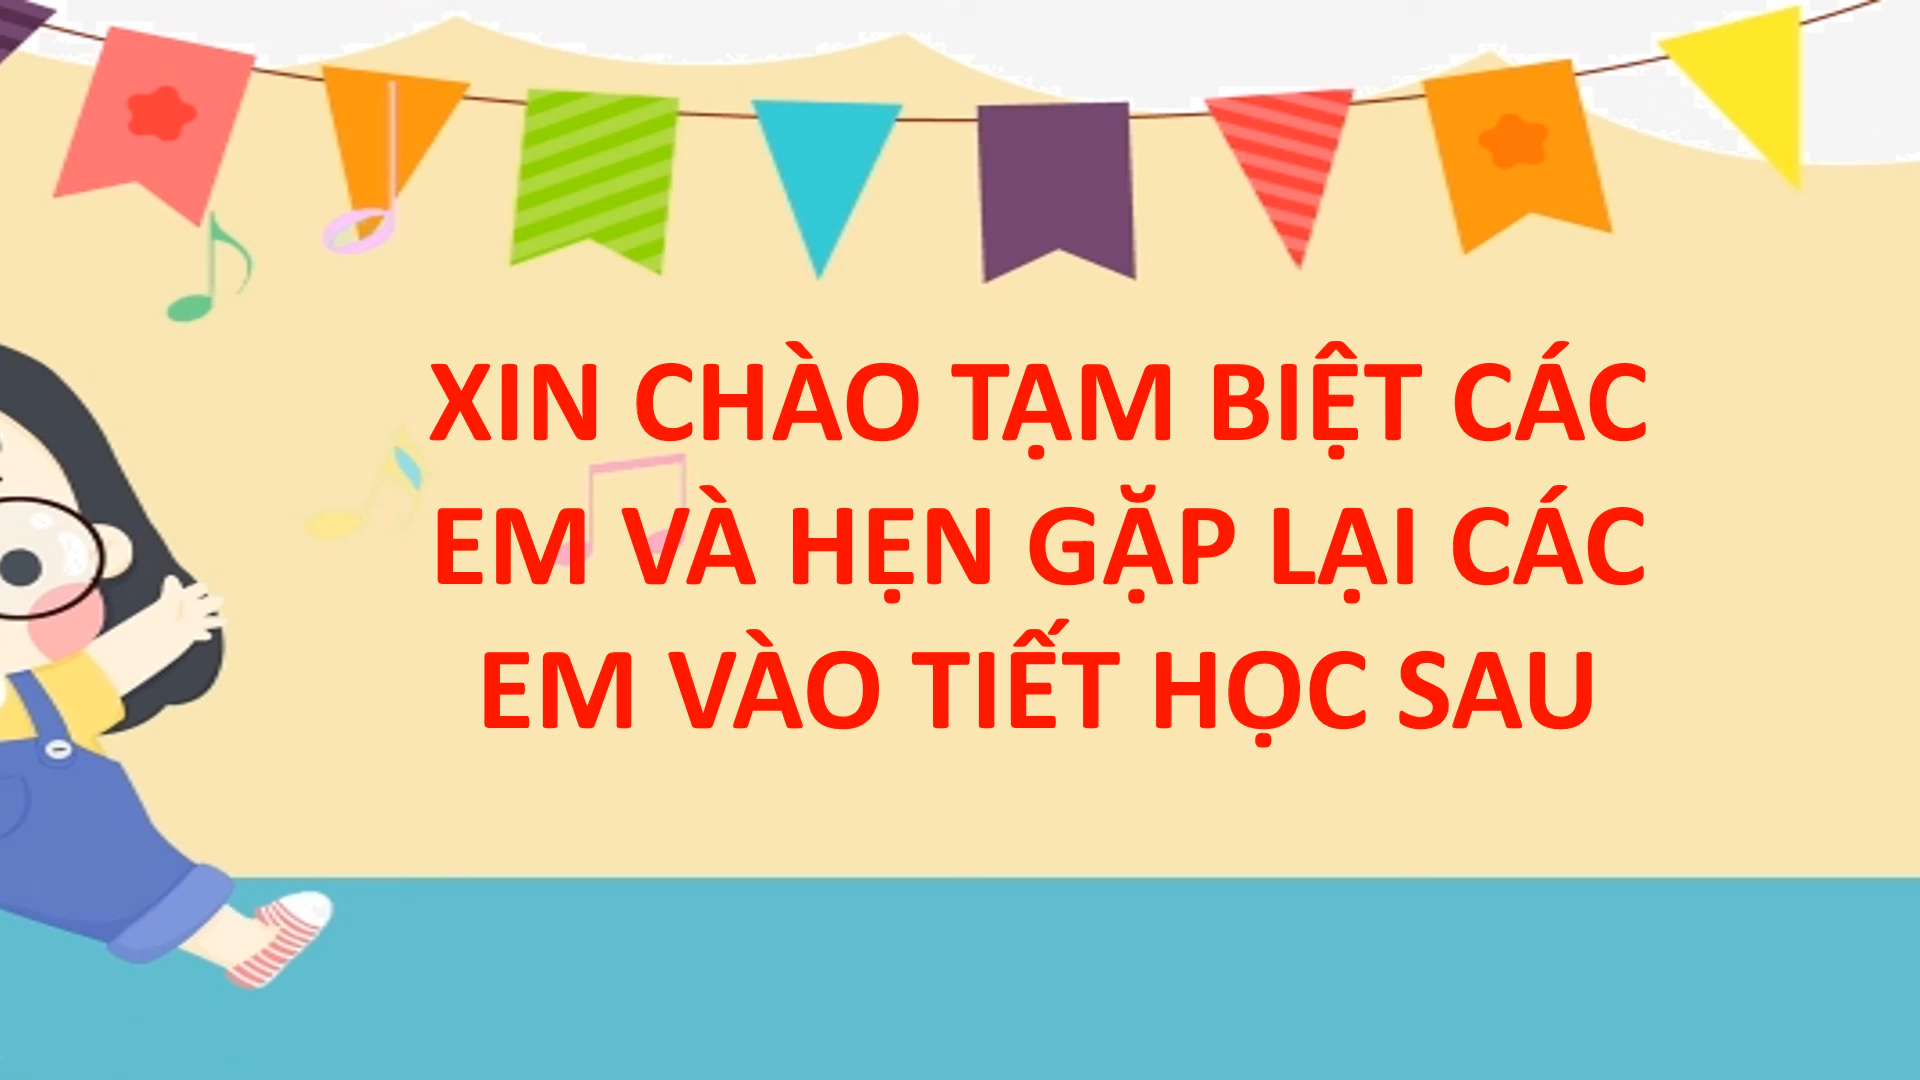 XIN CHÀO TẠM BIỆT CÁC
EM VÀ HẸN GẶP LẠI CÁC
EM VÀO TIẾT HỌC SAU